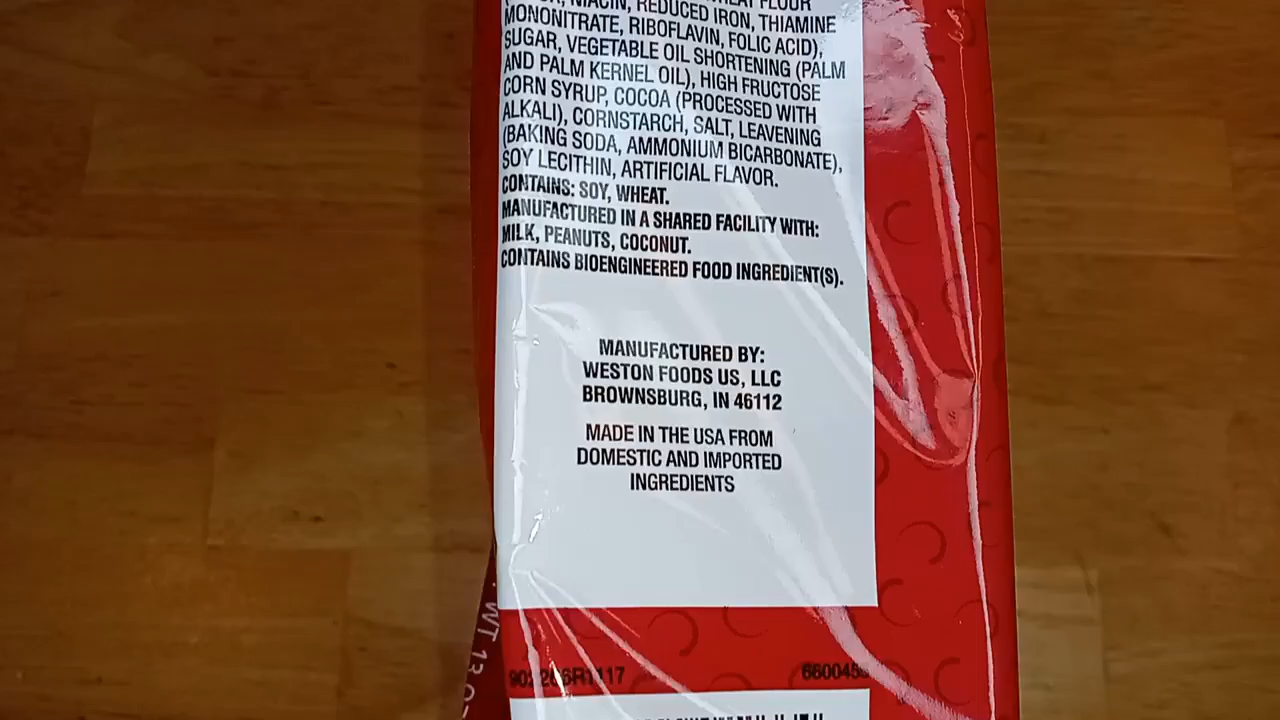 NIACIN, REDUCED IRON, THIAMINE
MONONITRATE, RIBOFLAVIN, FOLIC ACID),
SUGAR, VEGETABLE OIL SHORTENING (PALM
AND PALM KERNEL OIL), HIGH FRUCTOSE
CORN SYRUP, COCOA (PROCESSED WITH
ALKALI), CORNSTARCH, SALT, LEAVENING
(BAKING SODA, AMMONIUM BICARBONATE),
SOY LECITHIN, ARTIFICIAL FLAVOR.
CONTAINS: SOY, WHEAT.
MANUFACTURED IN A SHARED FACILITY WITH:
MILK, PEANUTS, COCONUT.
CONTAINS BIOENGINEERED FOOD INGREDIENT(S).
MANUFACTURED BY:
WESTON FOODS US, LLC
BROWNSBURG, IN 46112
MADE IN THE USA FROM
DOMESTIC AND IMPORTED
INGREDIENTS
WT 13